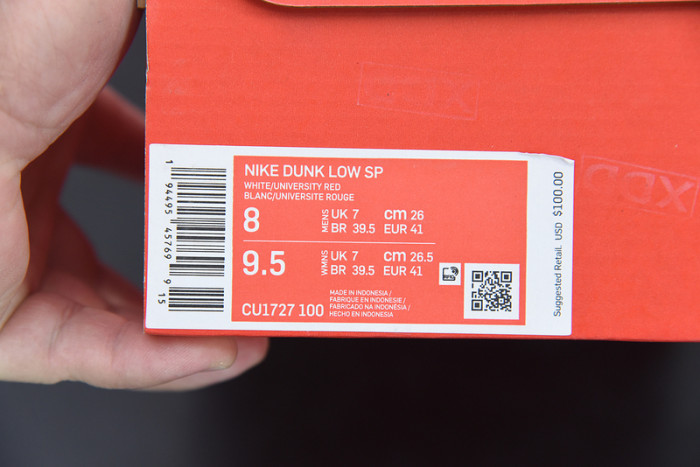 NIKE DUNK LOW SP
WHITE/UNIVERSITY RED
BLANC/UNIVERSITE ROUGE
8
MENS
UK 7 cm 26
BR 39.5 EUR 41
9.5
WMNS
UK 7 cm 26.5
BR 39.5 EUR 41
CU1727 100
MADE IN INDONESIA /
FABRIQUE EN INDONESIE /
FABRICADO NA INDONÉSIA /
HECHO EN INDONESIA
1 94495 45769 9 15
Suggested Retail. USD $100.00